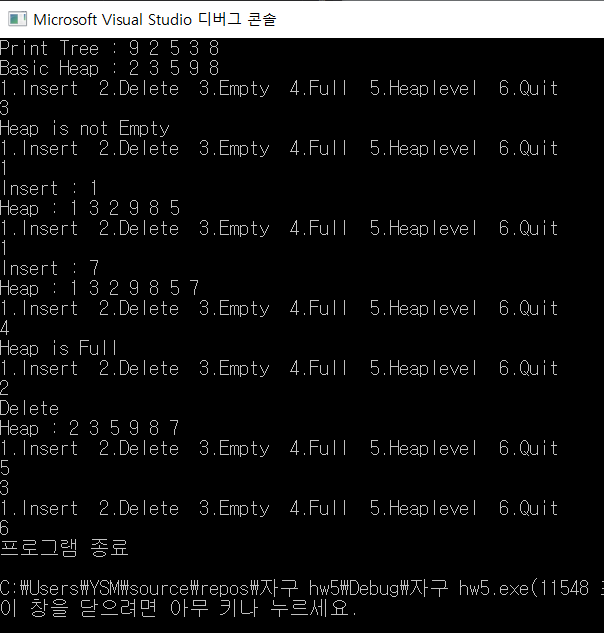 Microsoft Visual Studio 디버그 콘솔
Print Tree : 9 2 5 3 8
Basic Heap : 2 3 5 9 8
1.Insert 2.Delete 3.Empty 4.Full 5.Heaplevel 6.Quit
3
Heap is not Empty
1.Insert 2.Delete 3.Empty 4.Full 5.Heaplevel 6.Quit
1
Insert : 1
Heap : 1 3 2 9 8 5
1.Insert 2.Delete 3.Empty 4.Full 5.Heaplevel 6.Quit
1
Insert : 7
Heap : 1 3 2 9 8 5 7
1.Insert 2.Delete 3.Empty 4.Full 5.Heaplevel 6.Quit
4
Heap is Full
1.Insert 2.Delete 3.Empty 4.Full 5.Heaplevel 6.Quit
2
Delete
Heap : 2 3 5 9 8 7
1.Insert 2.Delete 3.Empty 4.Full 5.Heaplevel 6.Quit
5
3
1.Insert 2.Delete 3.Empty 4.Full 5.Heaplevel 6.Quit
6
프로그램 종료
C:₩Users₩YSM₩source₩repos₩자구 hw5₩Debug₩자구 hw5.exe(11548
이 창을 닫으려면 아무 키나 누르세요.